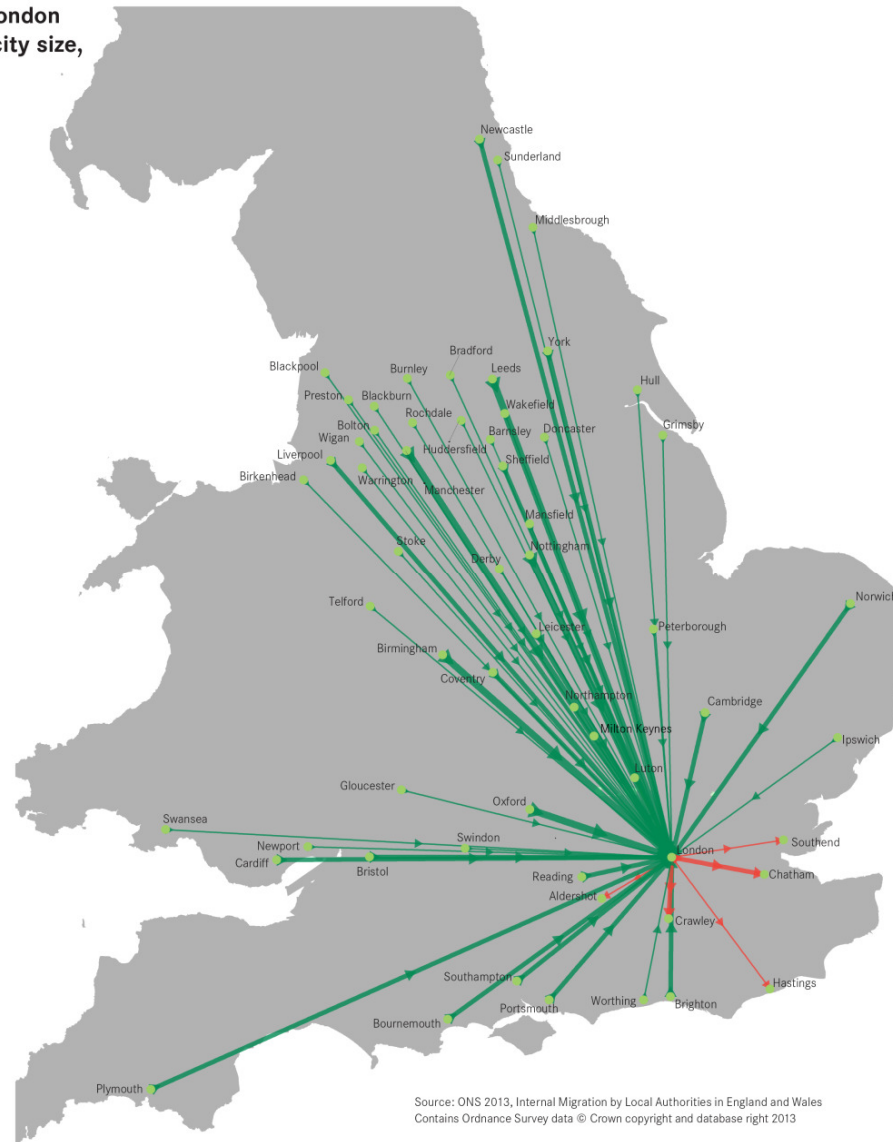 ondon
city size,
Newcastle
Sunderland
Middlesbrough
York
Bradford
Leeds
Burnley
Blackpool
Hull
Preston
Blackburn
Wakefield
Rochdale
Grimsby
Bolton
Barnsley
Doncaster
Wigan
Huddersfield
Liverpool
Sheffield
Birkenhead
Warrington
Manchester
Mansfield
Stoke
Nottingham
Derby
Norwich
Telford
Leicester
Peterborough
Birmingham
Coventry
Northampton
Cambridge
Milton Keynes
Ipswich
Luton
Gloucester
Oxford
Swansea
Swindon
Southend
Newport
London
Cardiff
Bristol
Reading
Chatham
Aldershot
Crawley
Southampton
Hastings
Portsmouth
Worthing
Brighton
Bournemouth
Plymouth
Source: ONS 2013, Internal Migration by Local Authorities in England and Wales
Contains Ordnance Survey data © Crown copyright and database right 2013